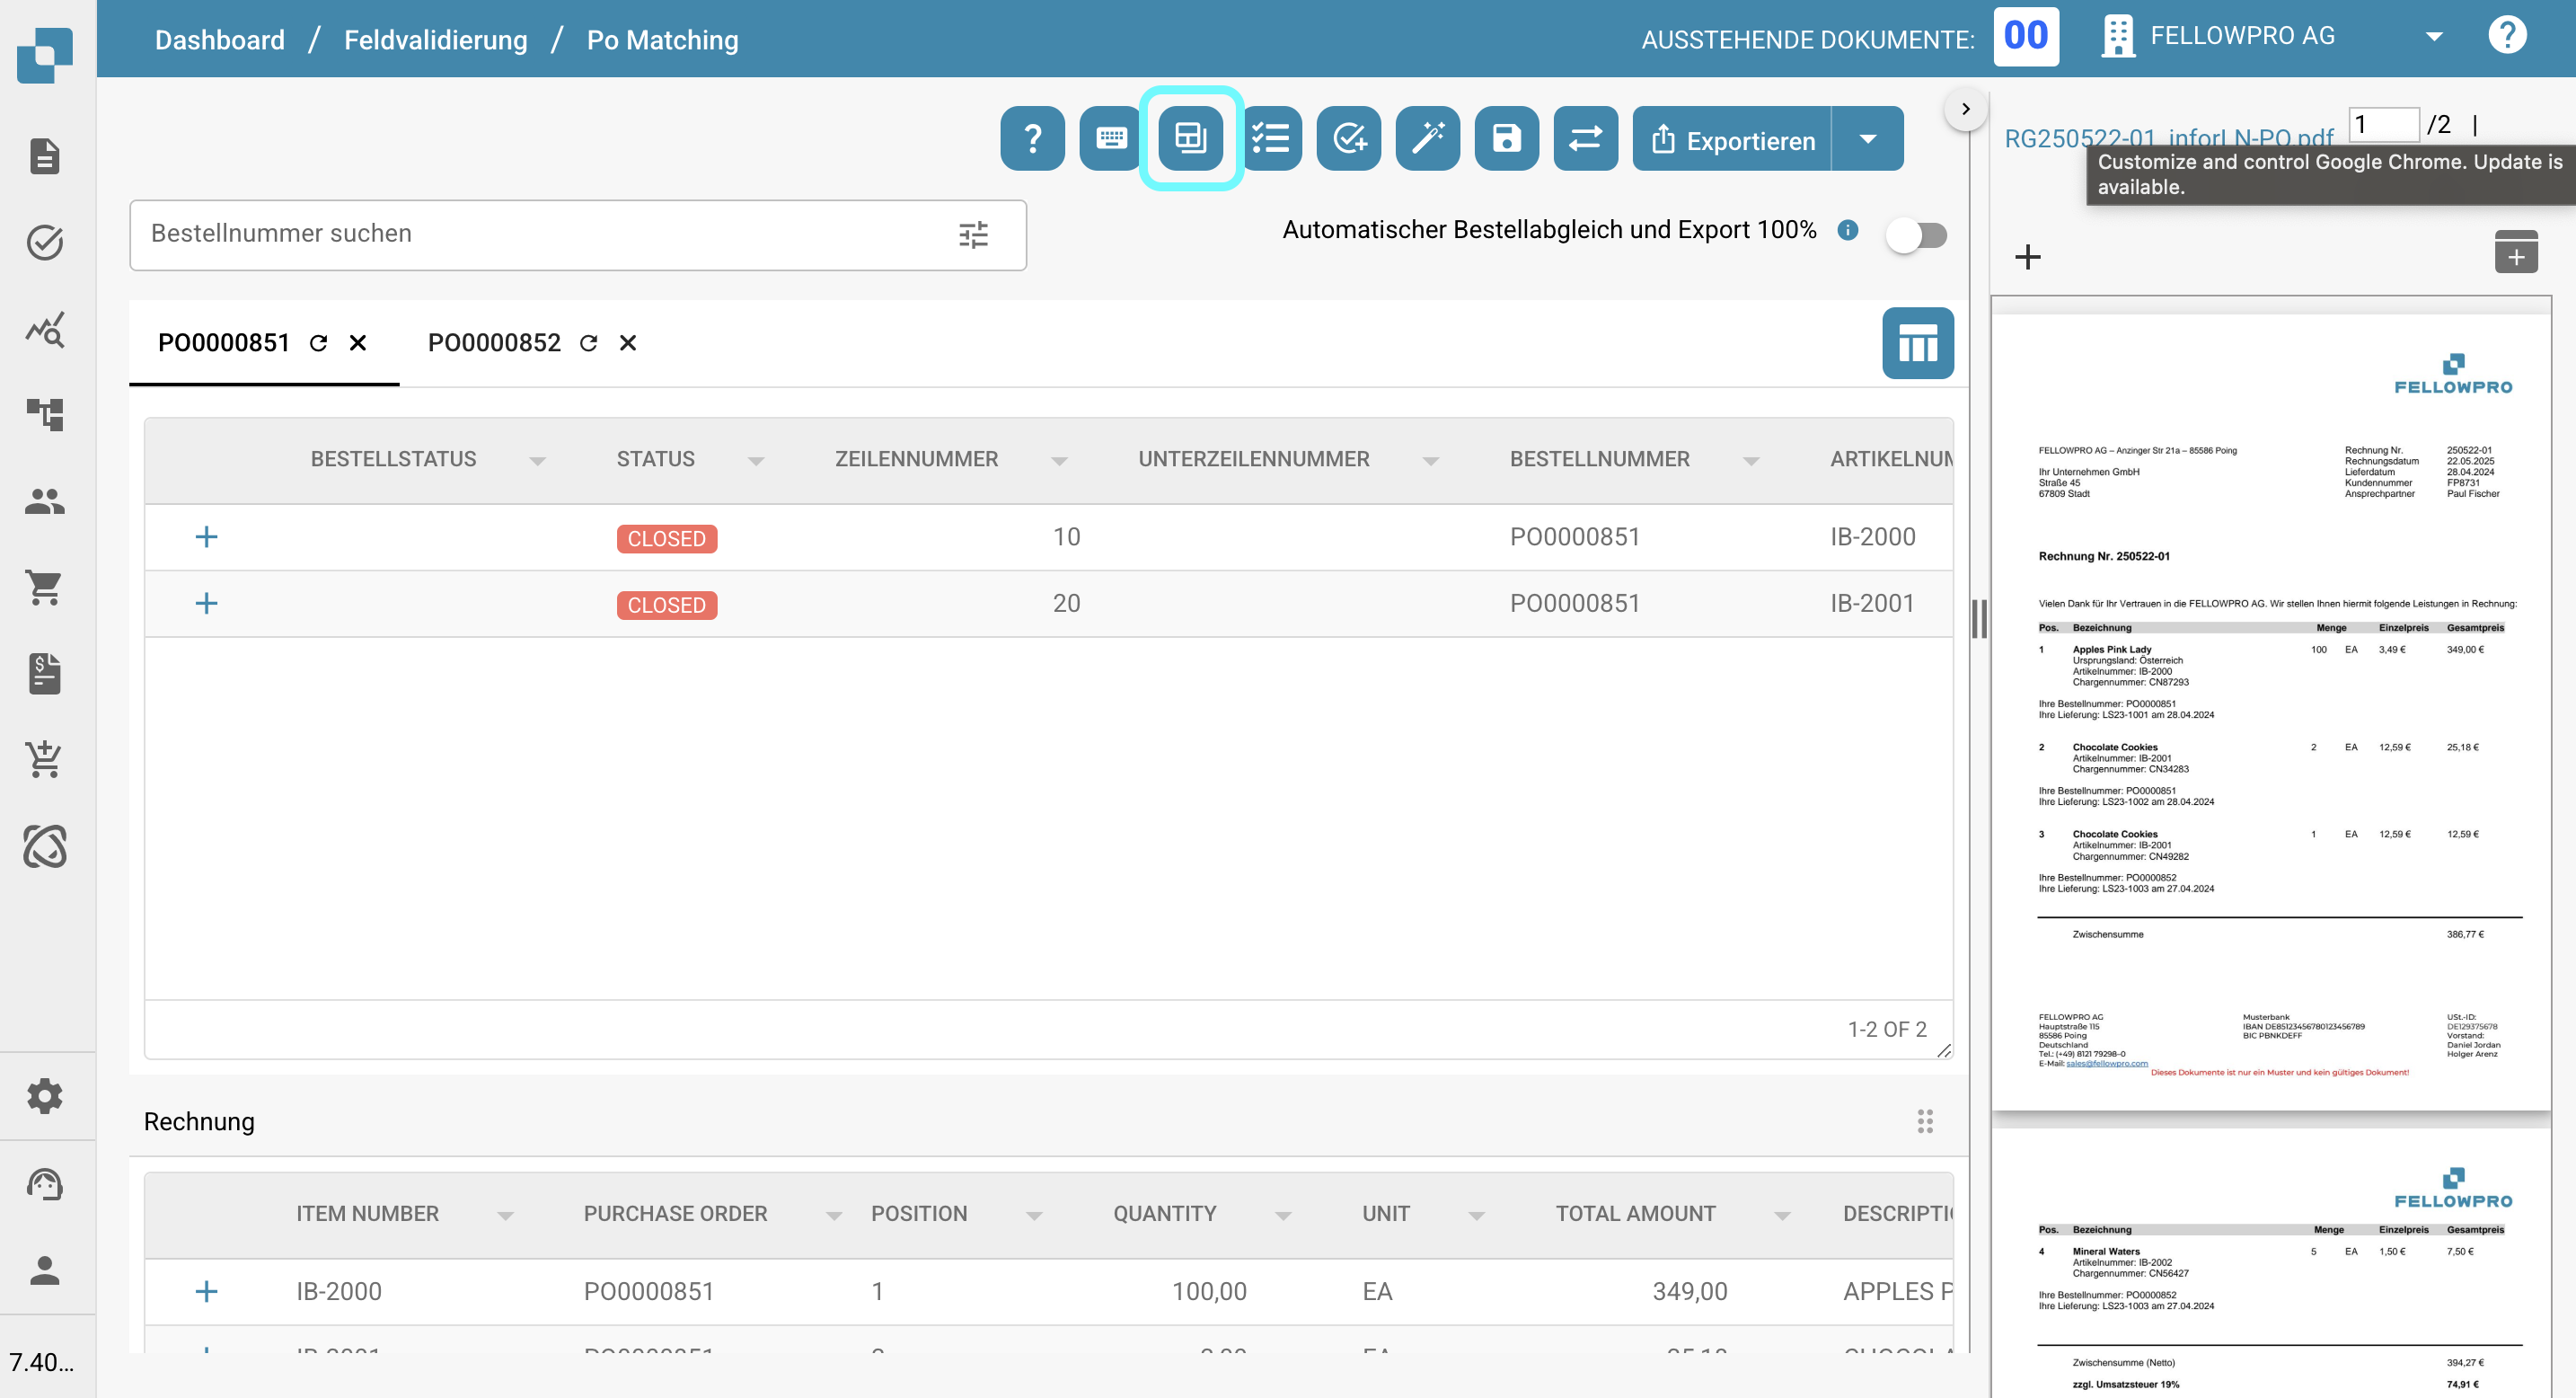 Dashboard / Feldvalidierung / Po Matching
AUSSTEHENDE DOKUMENTE: 00 FELLOWPRO AG ?
? Exportieren
Bestellnummer suchen
Automatischer Bestellabgleich und Export 100%
PO0000851
PO0000852
BESTELLSTATUS STATUS ZEILENNUMMER UNTERZEILENNUMMER BESTELLNUMMER ARTIKELNUM
CLOSED 10 PO0000851 IB-2000
CLOSED 20 PO0000851 IB-2001
1-2 OF 2
Rechnung
ITEM NUMBER PURCHASE ORDER POSITION QUANTITY UNIT TOTAL AMOUNT DESCRIPTI
IB-2000 PO0000851 1 100,00 EA 349,00 APPLES P
7.40...
RG250522-01_inforLN-PO.pdf 1 /2 |
Customize and control Google Chrome. Update is
available.
FELLOWPRO
FELLOWPRO AG – Anzinger Str 21a – 85586 Poing
Ihr Unternehmen GmbH
Straße 45
67809 Stadt
Rechnung Nr. 250522-01
Rechnungsdatum 22.05.2025
Lieferdatum 28.04.2024
Kundennummer FP8731
Ansprechpartner Paul Fischer
Rechnung Nr. 250522-01
Vielen Dank für Ihr Vertrauen in die FELLOWPRO AG. Wir stellen Ihnen hiermit folgende Leistungen in Rechnung:
Pos. Bezeichnung Menge Einzelpreis Gesamtpreis
1 Apples Pink Lady 100 EA 3,49 € 349,00 €
Ursprungsland: Österreich
Artikelnummer: IB-2000
Chargennummer: CN87293
Ihre Bestellnummer: PO0000851
Ihre Lieferung: LS23-1001 am 28.04.2024
2 Chocolate Cookies 2 EA 12,59 € 25,18 €
Artikelnummer: IB-2001
Chargennummer: CN34283
Ihre Bestellnummer: PO0000851
Ihre Lieferung: LS23-1002 am 28.04.2024
3 Chocolate Cookies 1 EA 12,59 € 12,59 €
Artikelnummer: IB-2001
Chargennummer: CN49282
Ihre Bestellnummer: PO0000852
Ihre Lieferung: LS23-1003 am 27.04.2024
Zwischensumme 386,77 €
FELLOWPRO AG
Hauptstraße 115
85586 Poing
Deutschland
Tel.: (+49) 8121 79298-0
E-Mail: sales@fellowpro.com
Musterbank
IBAN DE85123456780123456789
BIC PBNKDEFF
USt.-ID:
DE129375678
Vorstand:
Daniel Jordan
Holger Arenz
Dieses Dokumente ist nur ein Muster und kein gültiges Dokument!
FELLOWPRO
Pos. Bezeichnung Menge Einzelpreis Gesamtpreis
4 Mineral Waters 5 EA 1,50 € 7,50 €
Artikelnummer: IB-2002
Chargennummer: CN56427
Ihre Bestellnummer: PO0000852
Ihre Lieferung: LS23-1003 am 27.04.2024
Zwischensumme (Netto) 394,27 €
zzgl. Umsatzsteuer 19% 74,91 €